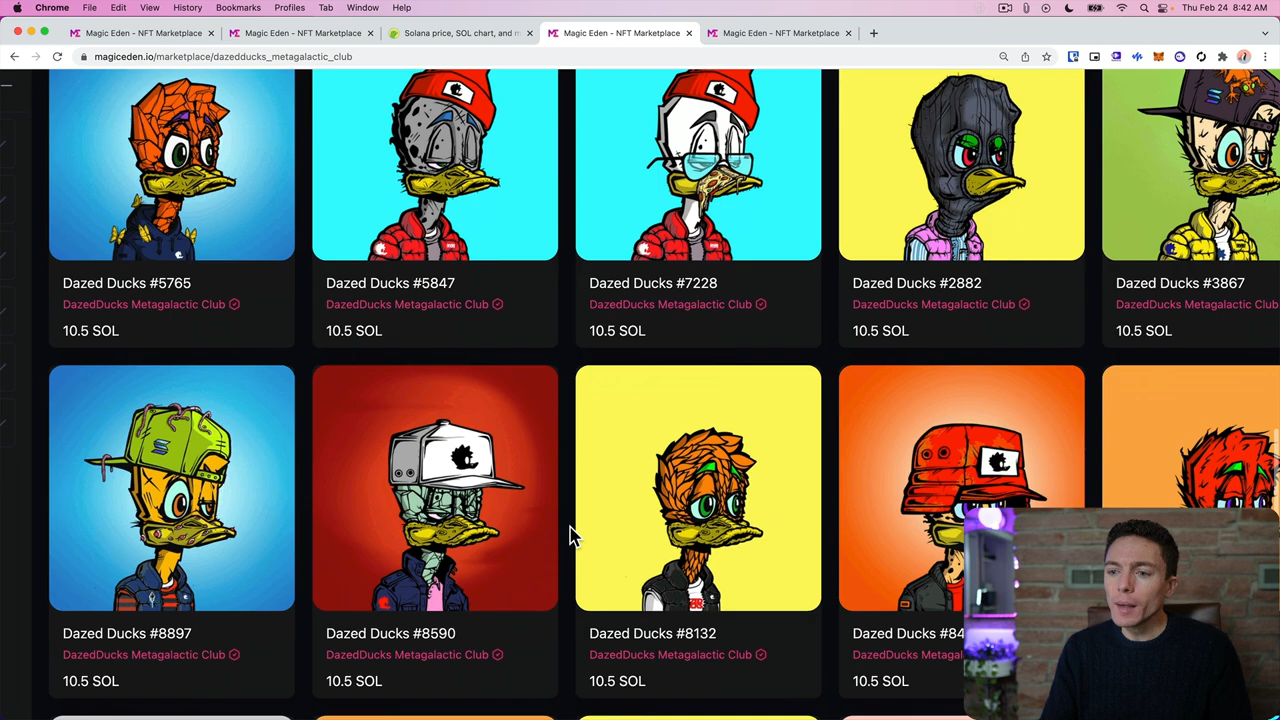 Chrome File Edit View History Bookmarks Profiles Tab Window Help Thu Feb 24 8:42 AM
Magic Eden - NFT Marketplace Magic Eden - NFT Marketplace Solana price, SOL chart, and m Magic Eden - NFT Marketplace Magic Eden - NFT Marketplace
magiceden.io/marketplace/dazedducks_metagalactic_club
Dazed Ducks #5765 Dazed Ducks #5847 Dazed Ducks #7228 Dazed Ducks #2882 Dazed Ducks #3867
DazedDucks Metagalactic Club DazedDucks Metagalactic Club DazedDucks Metagalactic Club DazedDucks Metagalactic Club DazedDucks Metagalactic Club
10.5 SOL 10.5 SOL 10.5 SOL 10.5 SOL 10.5 SOL
Dazed Ducks #8897 Dazed Ducks #8590 Dazed Ducks #8132 Dazed Ducks #84
DazedDucks Metagalactic Club DazedDucks Metagalactic Club DazedDucks Metagalactic Club DazedDucks Metagala
10.5 SOL 10.5 SOL 10.5 SOL 10.5 SOL